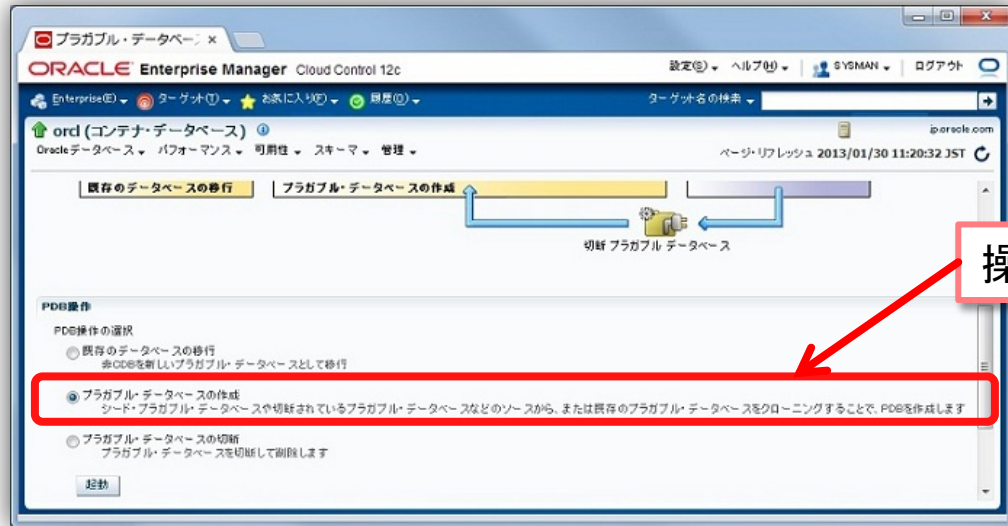 プラガブル・データベース ×
ORACLE Enterprise Manager Cloud Control 12c
設定(S) ヘルプ(H) SYSMAN ログアウト
Enterprise(E) ターゲット(T) お気に入り(F) 履歴(O) ターゲット名の検索
orcl (コンテナ・データベース)
jp.oracle.com
Oracleデータベース パフォーマンス 可用性 スキーマ 管理
ページ・リフレッシュ 2013/01/30 11:20:32 JST
既存のデータベースの移行 プラガブル・データベースの作成
切断 プラガブル データベース
操
PDB操作
PDB操作の選択
既存のデータベースの移行
非CDBを新しいプラガブル・データベースとして移行
プラガブル・データベースの作成
シード・プラガブル・データベースや切断されているプラガブル・データベースなどのソースから、または既存のプラガブル・データベースをクローニングすることで、PDBを作成します
プラガブル・データベースの切断
プラガブル・データベースを切断して削除します
起動